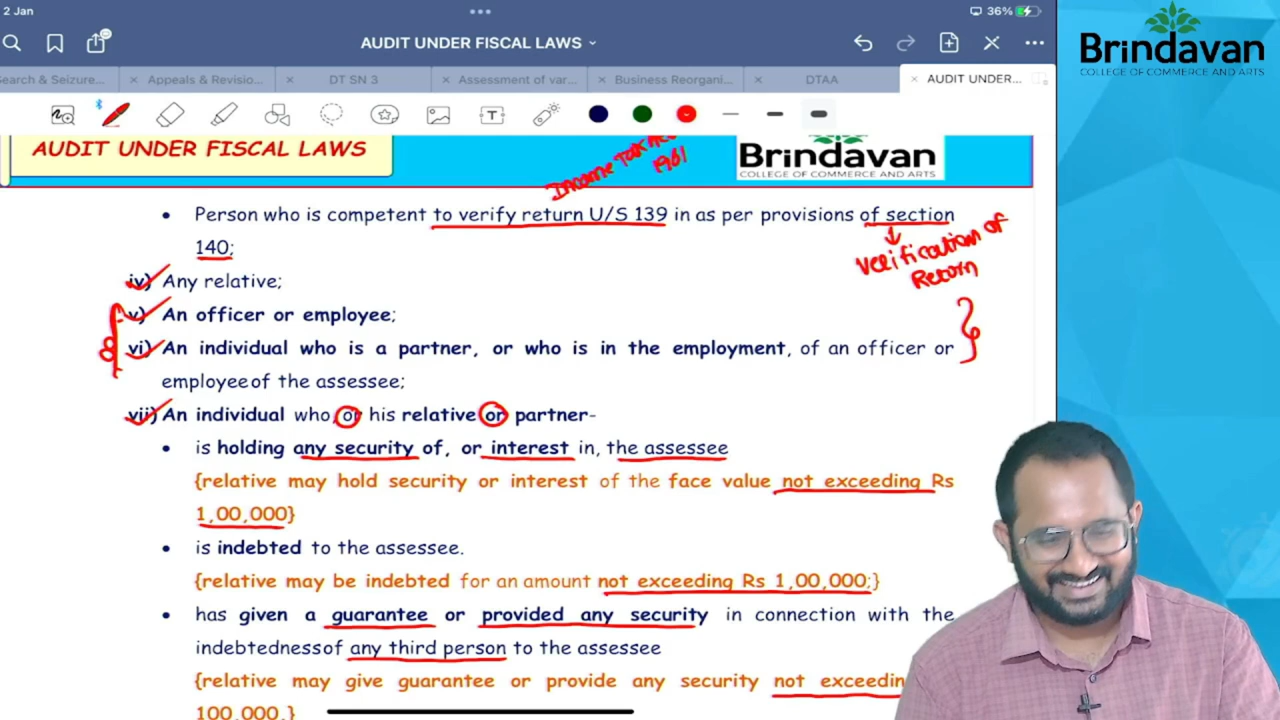 2 Jan
36%
AUDIT UNDER FISCAL LAWS
Brindavan
COLLEGE OF COMMERCE AND ARTS
earch & Seizure...
Appeals & Revisio...
DT SN 3
Assessment of var...
Business Reorgani...
DTAA
AUDIT UNDER...
AUDIT UNDER FISCAL LAWS
Income Tax
1961
Brindavan
COLLEGE OF COMMERCE AND ARTS
• Person who is competent to verify return U/S 139 in as per provisions of section
140;
Verification of
Return
iv) Any relative;
v) An officer or employee;
vi) An individual who is a partner, or who is in the employment, of an officer or
employee of the assessee;
vii) An individual who, or his relative or partner-
• is holding any security of, or interest in, the assessee
{relative may hold security or interest of the face value not exceeding Rs
1,00,000}
• is indebted to the assessee.
{relative may be indebted for an amount not exceeding Rs 1,00,000;}
• has given a guarantee or provided any security in connection with the
indebtedness of any third person to the assessee
{relative may give guarantee or provide any security not exceeding
100,000,}